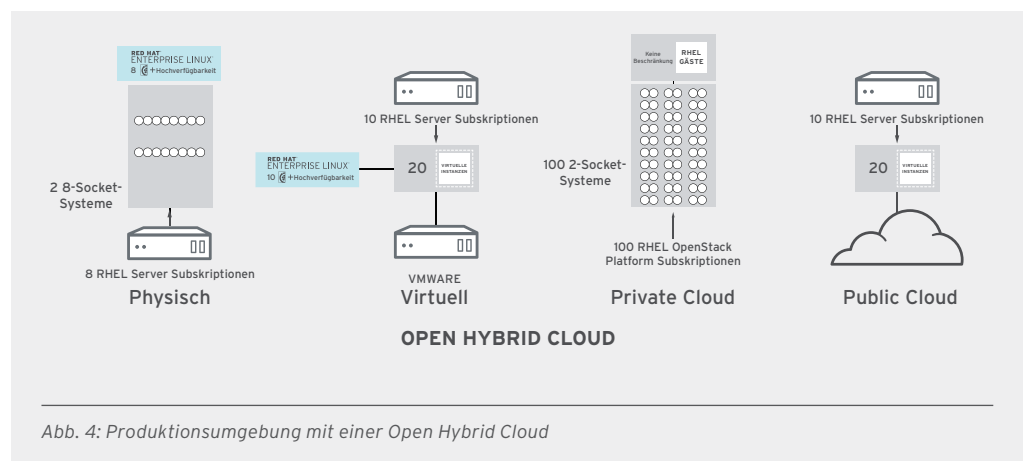 RED HAT
ENTERPRISE LINUX
8 + Hochverfügbarkeit
2 8-Socket-
Systeme
8 RHEL Server Subskriptionen
Physisch
10 RHEL Server Subskriptionen
RED HAT
ENTERPRISE LINUX
10 + Hochverfügbarkeit
20
VIRTUELLE
INSTANZEN
VMWARE
Virtuell
Keine
Beschränkung
RHEL
GÄSTE
100 2-Socket-
Systeme
100 RHEL OpenStack
Platform Subskriptionen
Private Cloud
10 RHEL Server Subskriptionen
20
VIRTUELLE
INSTANZEN
Public Cloud
OPEN HYBRID CLOUD
Abb. 4: Produktionsumgebung mit einer Open Hybrid Cloud